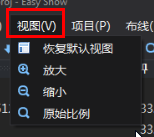 roj - Easy Show
视图(V) 项目(P) 布线(
恢复默认视图
放大
缩小
原始比例